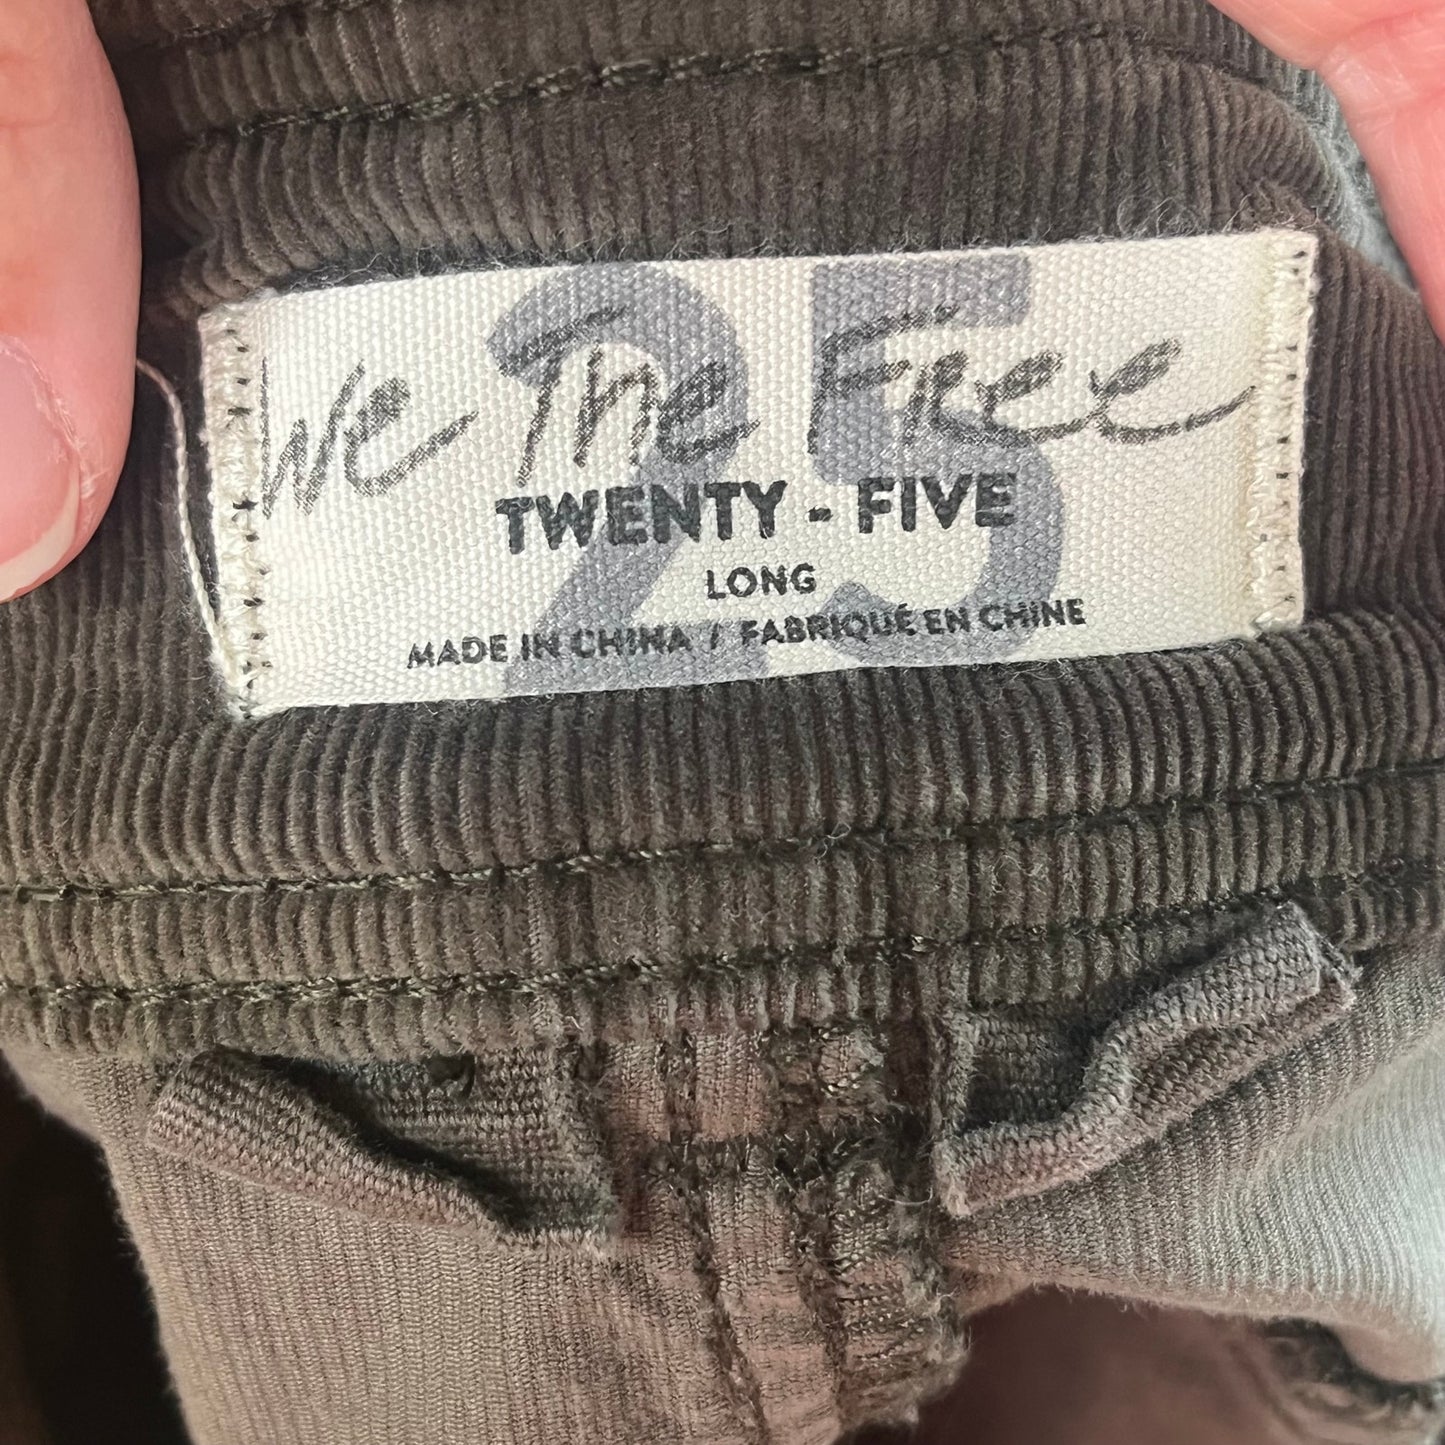 25
We The Free
TWENTY - FIVE
LONG
MADE IN CHINA / FABRIQUÉ EN CHINE